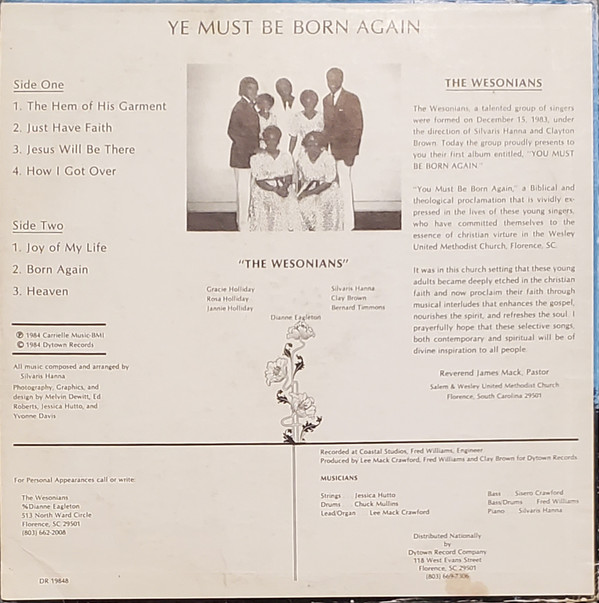 YE MUST BE BORN AGAIN
Side One
1. The Hem of His Garment
2. Just Have Faith
3. Jesus Will Be There
4. How I Got Over
Side Two
1. Joy of My Life
2. Born Again
3. Heaven
Ⓟ 1984 Carrielle Music-BMI
© 1984 Dytown Records
All music composed and arranged by
Silvaris Hanna
Photography, Graphics, and
design by Melvin Dewitt, Ed
Roberts, Jessica Hutto, and
Yvonne Davis
"THE WESONIANS"
Gracie Holliday Silvaris Hanna
Rosa Holliday Clay Brown
Jannie Holliday Bernard Timmons
Dianne Eagleton
THE WESONIANS
The Wesonians, a talented group of singers
were formed on December 15, 1983, under
the direction of Silvaris Hanna and Clayton
Brown. Today the group proudly presents to
you their first album entitled, "YOU MUST
BE BORN AGAIN."
"You Must Be Born Again," a Biblical and
theological proclamation that is vividly ex-
pressed in the lives of these young singers,
who have committed themselves to the
essence of christian virtue in the Wesley
United Methodist Church, Florence, SC.
It was in this church setting that these young
adults became deeply etched in the christian
faith and now proclaim their faith through
musical interludes that enhances the gospel,
nourishes the spirit, and refreshes the soul. I
prayerfully hope that these selective songs,
both contemporary and spiritual will be of
divine inspiration to all people.
Reverend James Mack, Pastor
Salem & Wesley United Methodist Church
Florence, South Carolina 29501
For Personal Appearances call or write:
The Wesonians
% Dianne Eagleton
513 North Ward Circle
Florence, SC 29501
(803) 662-2008
DR 19848
Recorded at Coastal Studios, Fred Williams, Engineer
Produced by Lee Mack Crawford, Fred Williams and Clay Brown for Dytown Records
MUSICIANS
Strings Jessica Hutto Bass Sisero Crawford
Drums Chuck Mullins Bass/Drums Fred Williams
Lead/Organ Lee Mack Crawford Piano Silvaris Hanna
Distributed Nationally
by
Dytown Record Company
118 West Evans Street
Florence, SC 29501
(803) 669-7306